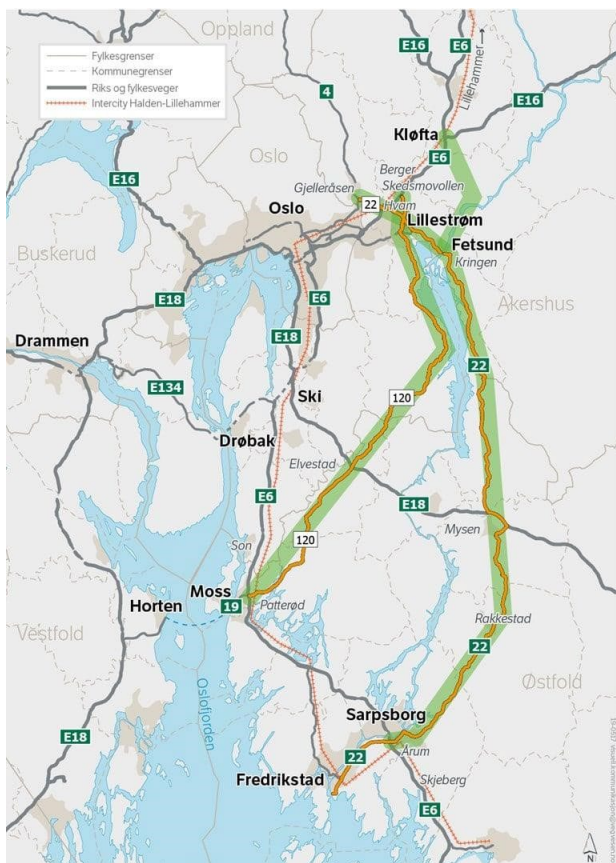 Oppland
E16
E6
Lillehammer
Fylkesgrenser
Kommunegrenser
Riks og fylkesveger
Intercity Halden-Lillehammer
4
E16
Kløfta
Oslo
E6
Berger
E16
Gjelleråsen
Skedsmovollen
22
Hvam
Oslo
Lillestrøm
Fetsund
Kringen
Buskerud
E6
Akershus
E18
E18
Drammen
22
E134
Ski
120
Drøbak
Elvestad
E6
E18
Mysen
Son
120
Moss
19
Patterød
Horten
Rakkestad
Vestfold
22
Østfold
Oslofjorden
Sarpsborg
E18
22
Årum
Fredrikstad
Skjeberg
E6
N